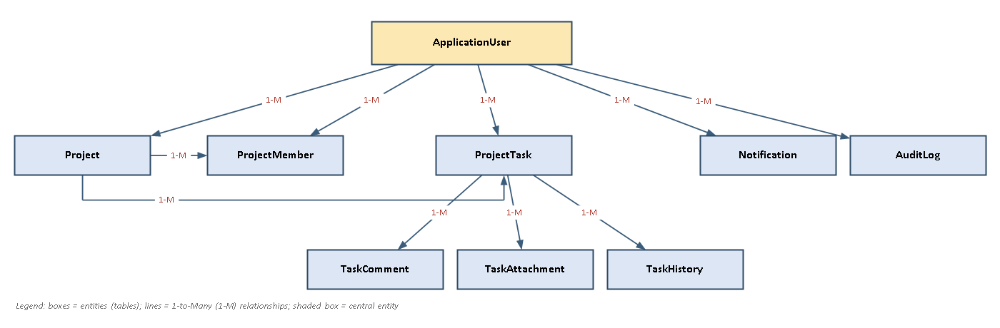 ApplicationUser
1-M
1-M
1-M
1-M
1-M
Project
1-M
ProjectMember
ProjectTask
Notification
AuditLog
1-M
1-M
1-M
1-M
TaskComment
TaskAttachment
TaskHistory
Legend: boxes = entities (tables); lines = 1-to-Many (1-M) relationships; shaded box = central entity